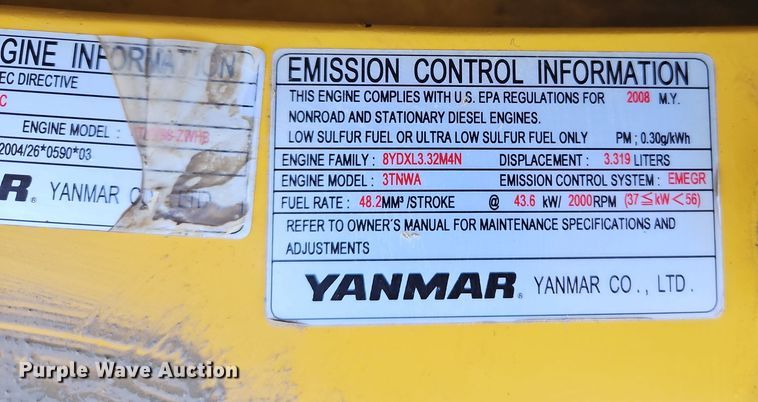 GINE INFORMATION
EC DIRECTIVE
C
ENGINE MODEL :
2004/26*0590*03
R® YANMAR CO., LTD.
EMISSION CONTROL INFORMATION
THIS ENGINE COMPLIES WITH U.S. EPA REGULATIONS FOR 2008 M.Y.
NONROAD AND STATIONARY DIESEL ENGINES.
LOW SULFUR FUEL OR ULTRA LOW SULFUR FUEL ONLY PM ; 0.30g/kWh
ENGINE FAMILY : 8YDXL3.32M4N DISPLACEMENT : 3.319 LITERS
ENGINE MODEL : 3TNWA EMISSION CONTROL SYSTEM : EMEGR
FUEL RATE : 48.2MM³ /STROKE @ 43.6 kW/ 2000RPM (37≦kW<56)
REFER TO OWNER'S MANUAL FOR MAINTENANCE SPECIFICATIONS AND
ADJUSTMENTS
YANMAR® YANMAR CO., LTD.
Purple Wave Auction